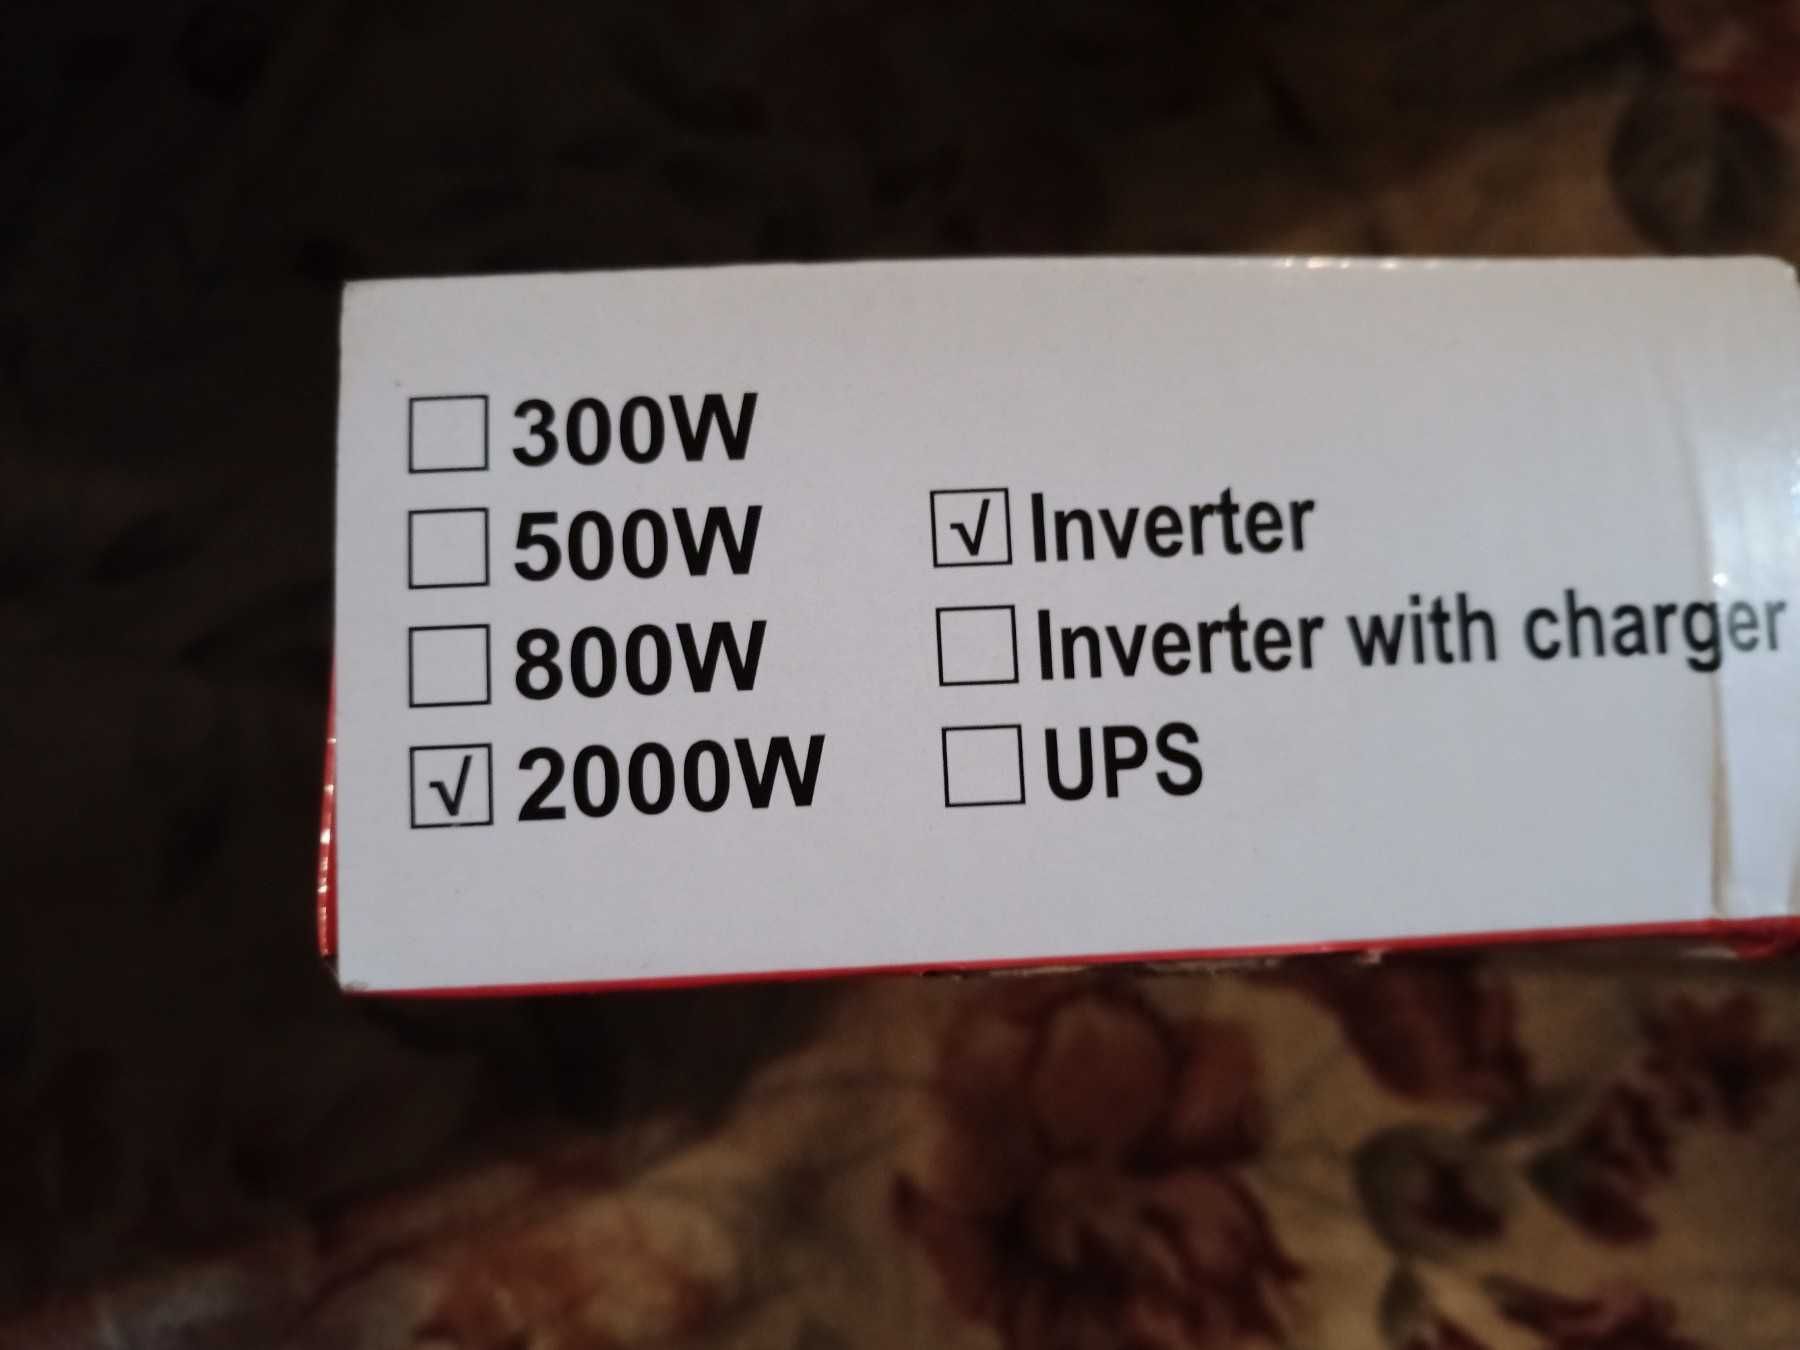 300W
500W
800W
√ 2000W
√ Inverter
Inverter with charger
UPS